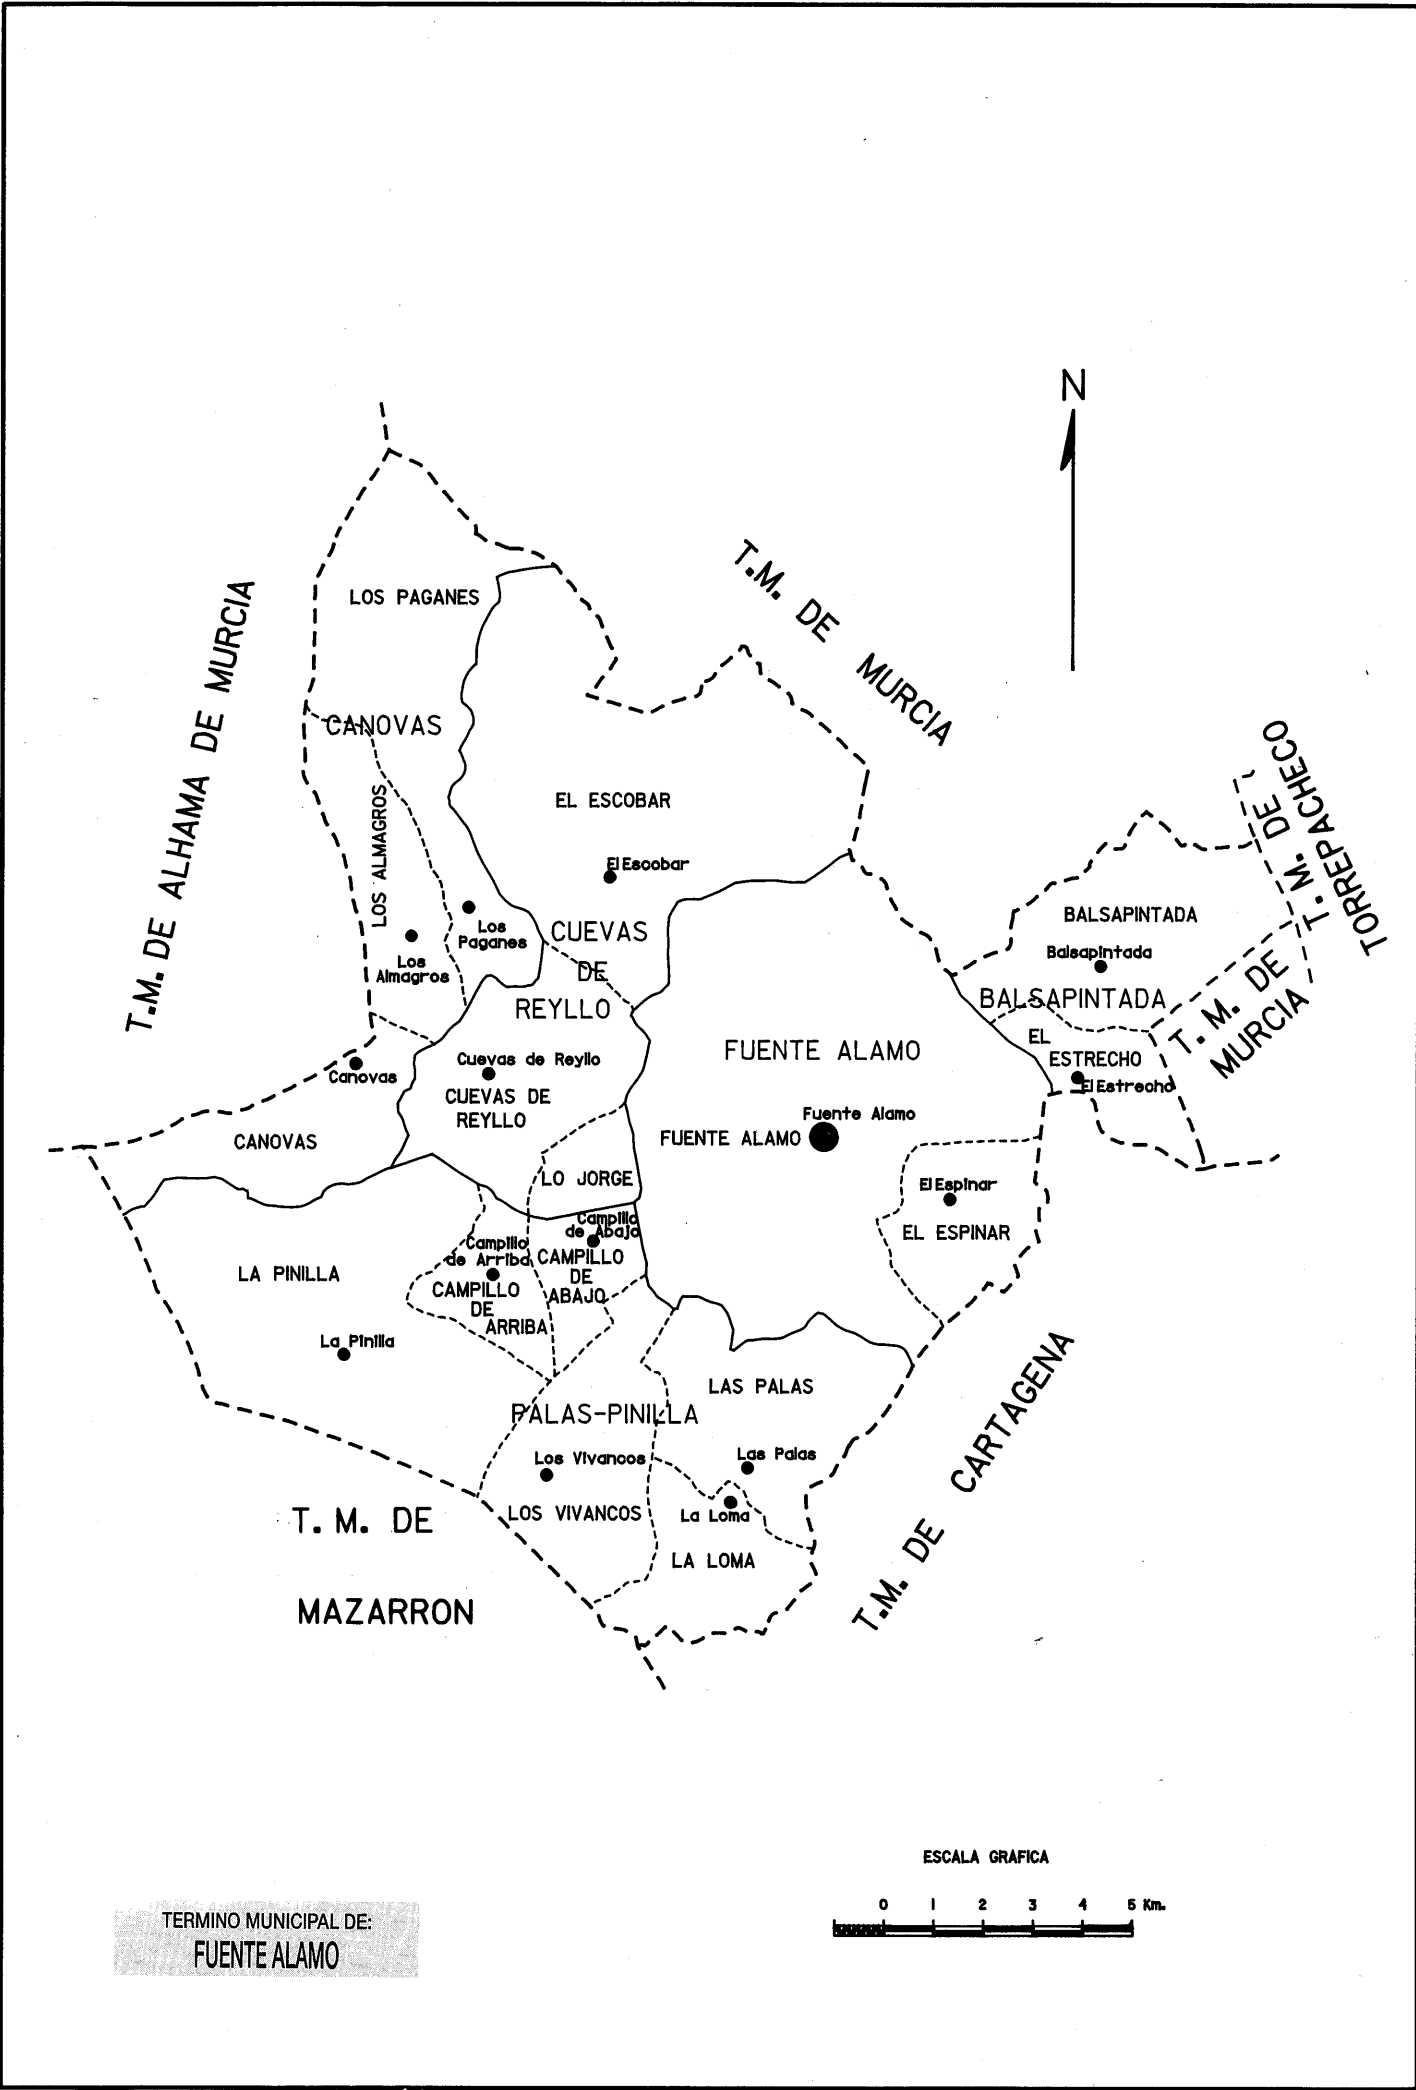 N
T.M. DE MURCIA
T.M. DE ALHAMA DE MURCIA
LOS PAGANES
CANOVAS
T. M. DE
TORREPACHECO
EL ESCOBAR
LOS ALMAGROS
El Escobar
Los
Paganes
CUEVAS
DE
REYLLO
BALSAPINTADA
Balsapintada
Los
Almagros
BALSAPINTADA
T. M. DE
MURCIA
EL
ESTRECHO
El Estrecho
FUENTE ALAMO
Cuevas de Reyllo
Canovas
CUEVAS DE
REYLLO
Fuente Alamo
FUENTE ALAMO
CANOVAS
LO JORGE
El Espinar
EL ESPINAR
Campillo
de Abajo
Campillo
de Arriba
CAMPILLO
DE
ABAJO
LA PINILLA
CAMPILLO
DE
ARRIBA
La Pinilla
LAS PALAS
PALAS-PINILLA
Los Vivancos
Las Palas
LOS VIVANCOS
La Loma
LA LOMA
T. M. DE
MAZARRON
T.M. DE CARTAGENA
ESCALA GRAFICA
0 1 2 3 4 5 Km.
TERMINO MUNICIPAL DE:
FUENTE ALAMO